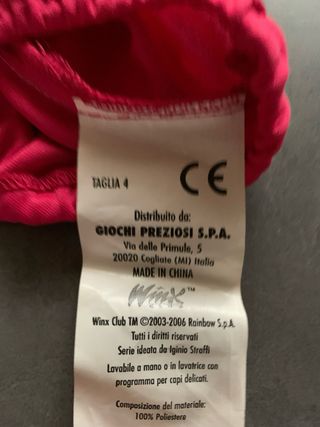 TAGLIA 4
CE
Distribuito da:
GIOCHI PREZIOSI S.P.A.
Via delle Primule, 5
20020 Cogliate (MI) Italia
MADE IN CHINA
WinX™
Winx Club TM ©2003-2006 Rainbow S.p.A.
Tutti i diritti riservati
Serie ideata da Iginio Straffi
Lavabile a mano o in lavatrice con
programma per capi delicati.
Composizione del materiale:
100% Poliestere